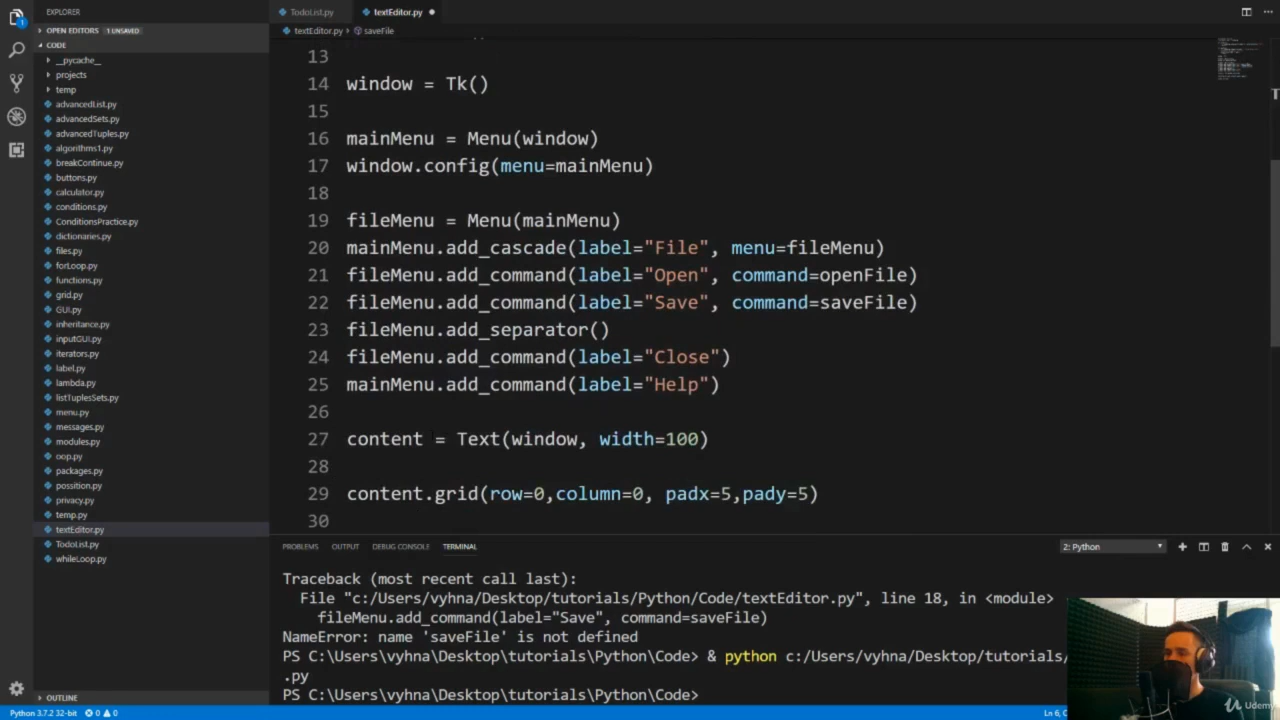 EXPLORER
OPEN EDITORS 1 UNSAVED
CODE
__pycache__
projects
temp
advancedList.py
advancedSets.py
advancedTuples.py
algorithms1.py
breakContinue.py
buttons.py
calculator.py
conditions.py
ConditionsPractice.py
dictionaries.py
files.py
forLoop.py
functions.py
grid.py
GUI.py
inheritance.py
inputGUI.py
iterators.py
label.py
lambda.py
listTuplesSets.py
menu.py
messages.py
modules.py
oop.py
packages.py
possition.py
privacy.py
temp.py
textEditor.py
TodoList.py
whileLoop.py
OUTLINE
TodoList.py textEditor.py
textEditor.py saveFile
13
14 window = Tk()
15
16 mainMenu = Menu(window)
17 window.config(menu=mainMenu)
18
19 fileMenu = Menu(mainMenu)
20 mainMenu.add_cascade(label="File", menu=fileMenu)
21 fileMenu.add_command(label="Open", command=openFile)
22 fileMenu.add_command(label="Save", command=saveFile)
23 fileMenu.add_separator()
24 fileMenu.add_command(label="Close")
25 mainMenu.add_command(label="Help")
26
27 content = Text(window, width=100)
28
29 content.grid(row=0,column=0, padx=5,pady=5)
30
PROBLEMS OUTPUT DEBUG CONSOLE TERMINAL 2: Python
Traceback (most recent call last):
File "c:/Users/vyhna/Desktop/tutorials/Python/Code/textEditor.py", line 18, in <module>
fileMenu.add_command(label="Save", command=saveFile)
NameError: name 'saveFile' is not defined
PS C:\Users\vyhna\Desktop\tutorials\Python\Code> & python c:/Users/vyhna/Desktop/tutorials/
.py
PS C:\Users\vyhna\Desktop\tutorials\Python\Code>
Python 3.7.2 32-bit 0 0 Ln 6,
Udemy